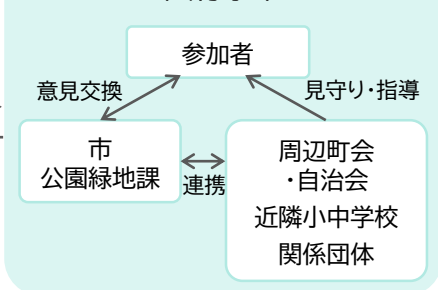 参加者
意見交換
見守り・指導
市
公園緑地課
連携
周辺町会
・自治会
近隣小中学校
関係団体